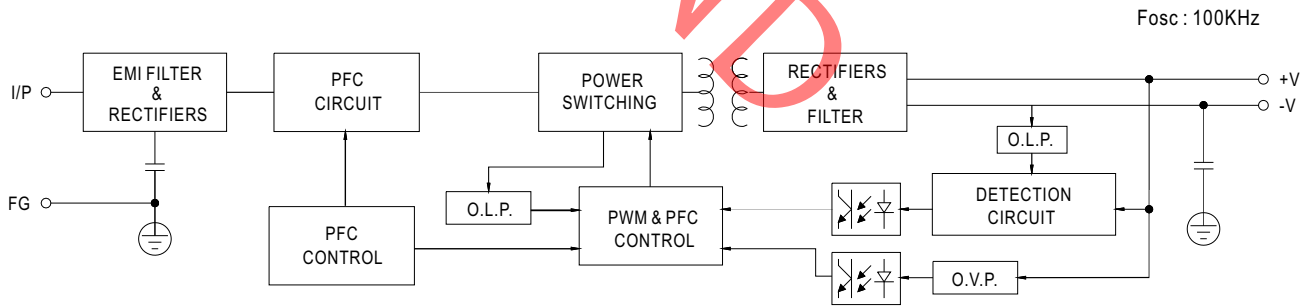 Fosc : 100KHz
I/P
EMI FILTER
&
RECTIFIERS
PFC
CIRCUIT
POWER
SWITCHING
RECTIFIERS
&
FILTER
+V
-V
O.L.P.
FG
O.L.P.
PFC
CONTROL
PWM & PFC
CONTROL
DETECTION
CIRCUIT
O.V.P.